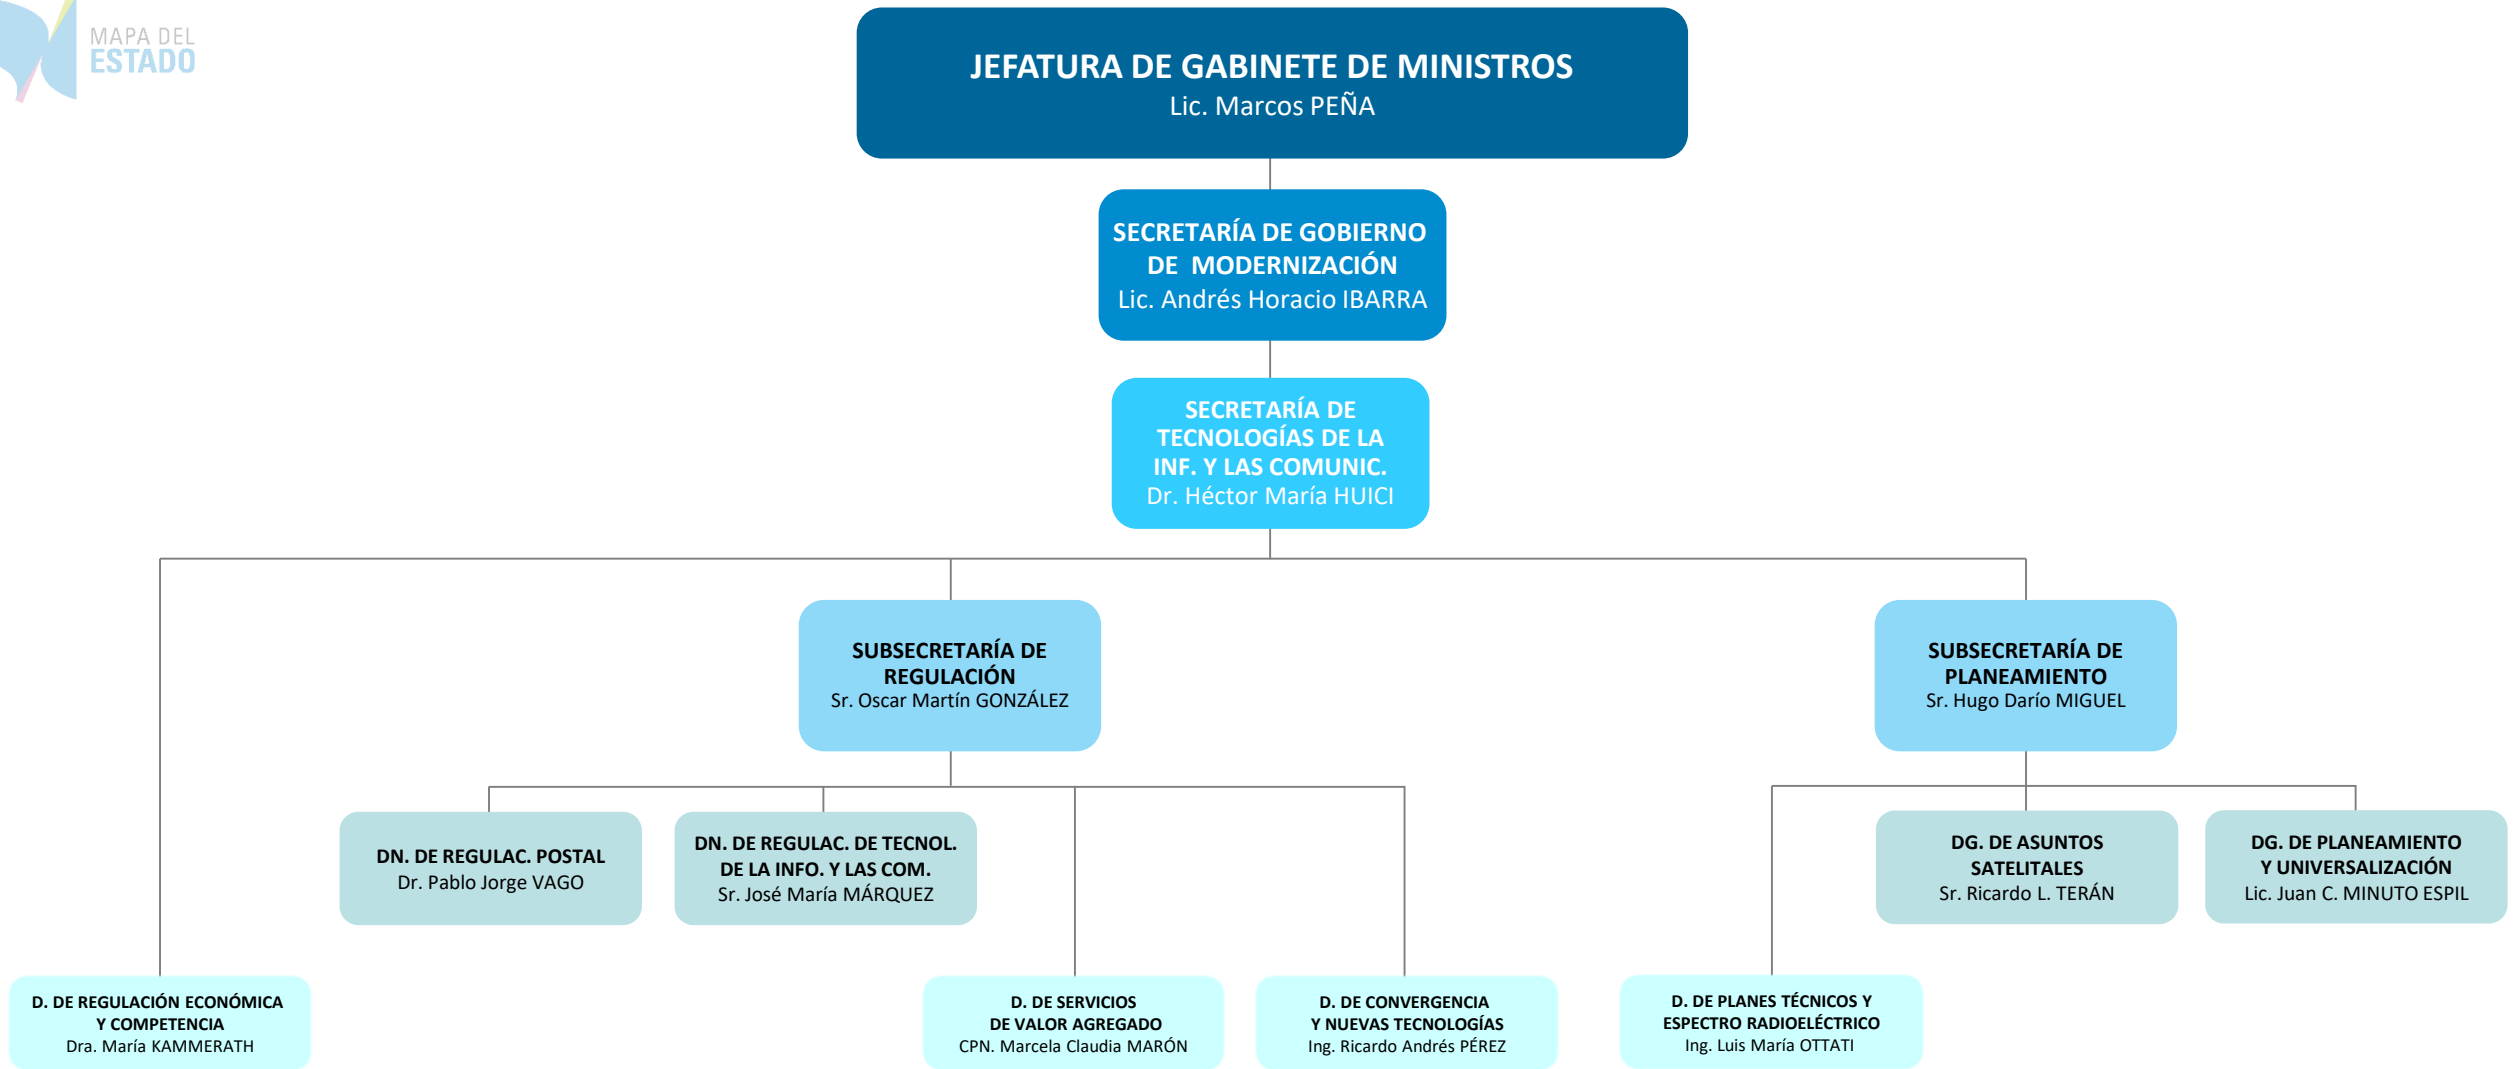 MAPA DEL
ESTADO
JEFATURA DE GABINETE DE MINISTROS
Lic. Marcos PEÑA
SECRETARÍA DE GOBIERNO
DE MODERNIZACIÓN
Lic. Andrés Horacio IBARRA
SECRETARÍA DE
TECNOLOGÍAS DE LA
INF. Y LAS COMUNIC.
Dr. Héctor María HUICI
SUBSECRETARÍA DE
REGULACIÓN
Sr. Oscar Martín GONZÁLEZ
SUBSECRETARÍA DE
PLANEAMIENTO
Sr. Hugo Darío MIGUEL
DN. DE REGULAC. POSTAL
Dr. Pablo Jorge VAGO
DN. DE REGULAC. DE TECNOL.
DE LA INFO. Y LAS COM.
Sr. José María MÁRQUEZ
DG. DE ASUNTOS
SATELITALES
Sr. Ricardo L. TERÁN
DG. DE PLANEAMIENTO
Y UNIVERSALIZACIÓN
Lic. Juan C. MINUTO ESPIL
D. DE REGULACIÓN ECONÓMICA
Y COMPETENCIA
Dra. María KAMMERATH
D. DE SERVICIOS
DE VALOR AGREGADO
CPN. Marcela Claudia MARÓN
D. DE CONVERGENCIA
Y NUEVAS TECNOLOGÍAS
Ing. Ricardo Andrés PÉREZ
D. DE PLANES TÉCNICOS Y
ESPECTRO RADIOELÉCTRICO
Ing. Luis María OTTATI